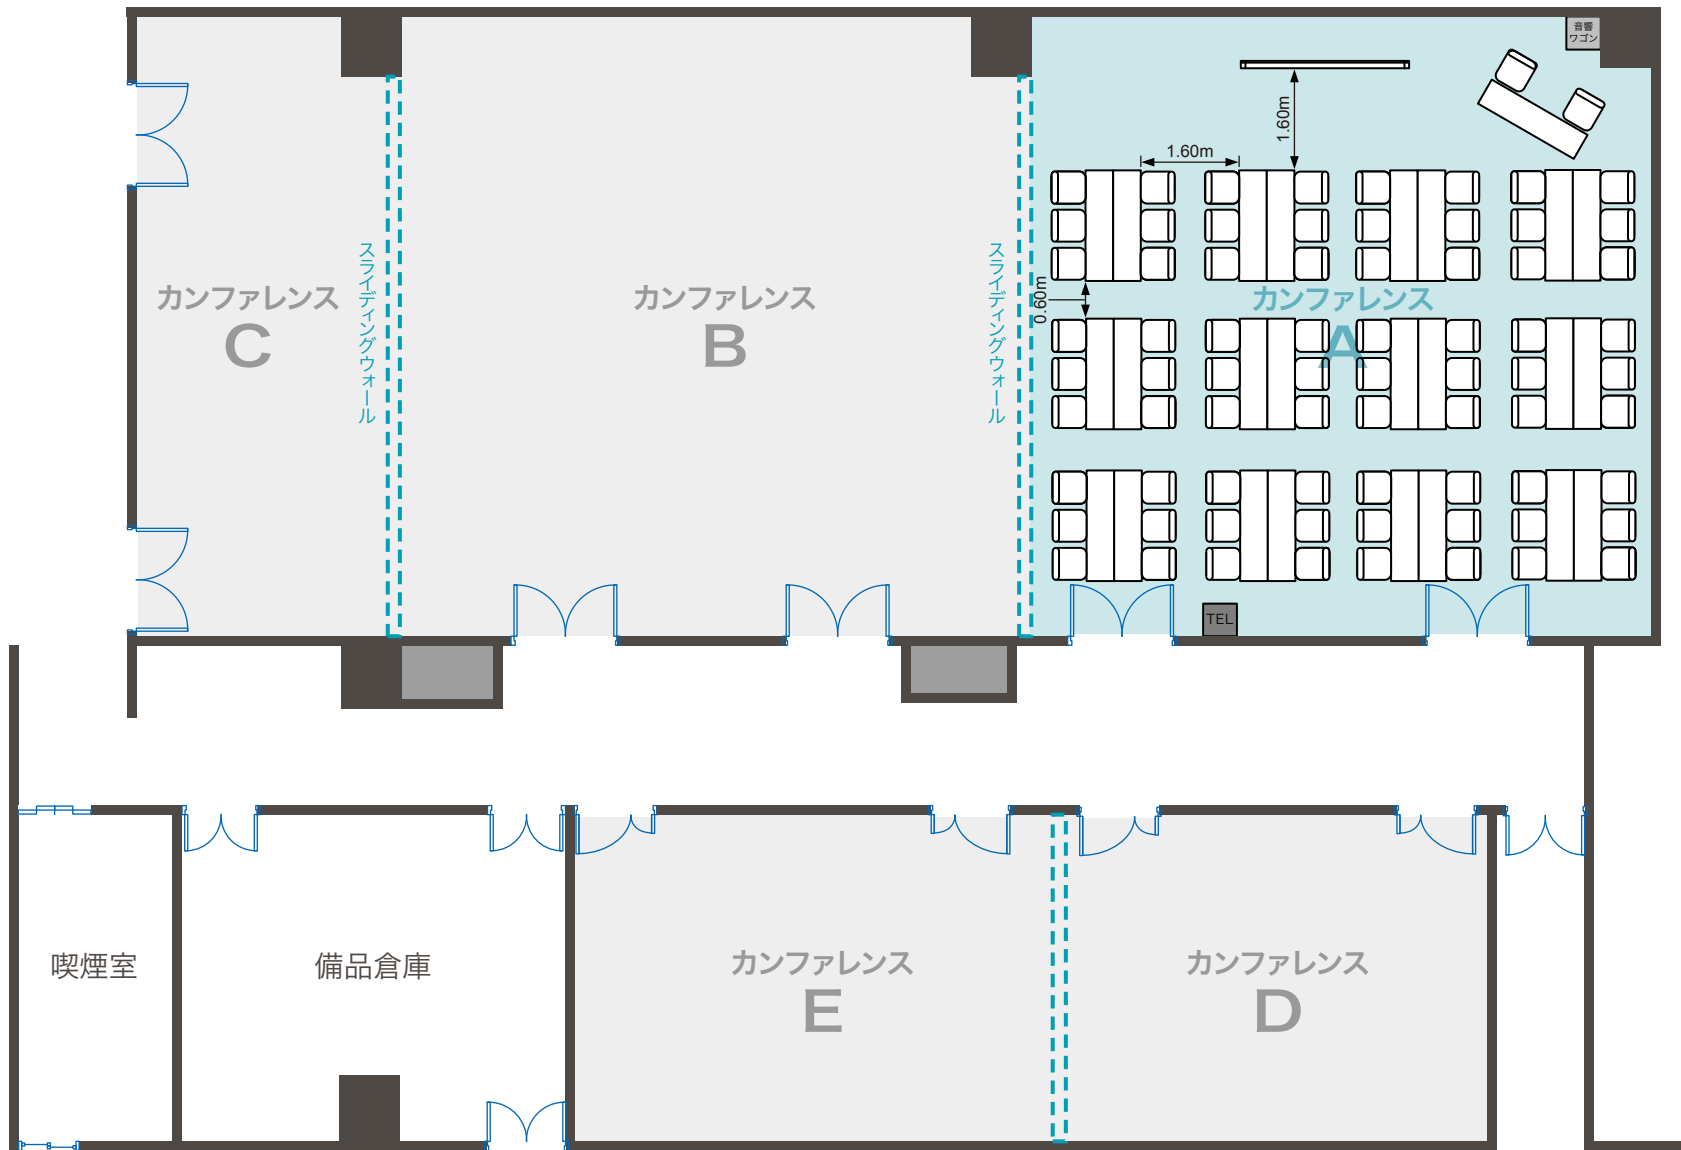 音響
ワゴン
1.60m
1.60m
スライディングウォール
スライディングウォール
0.60m
カンファレンス
C
カンファレンス
B
カンファレンス
A
TEL
喫煙室
備品倉庫
カンファレンス
E
カンファレンス
D